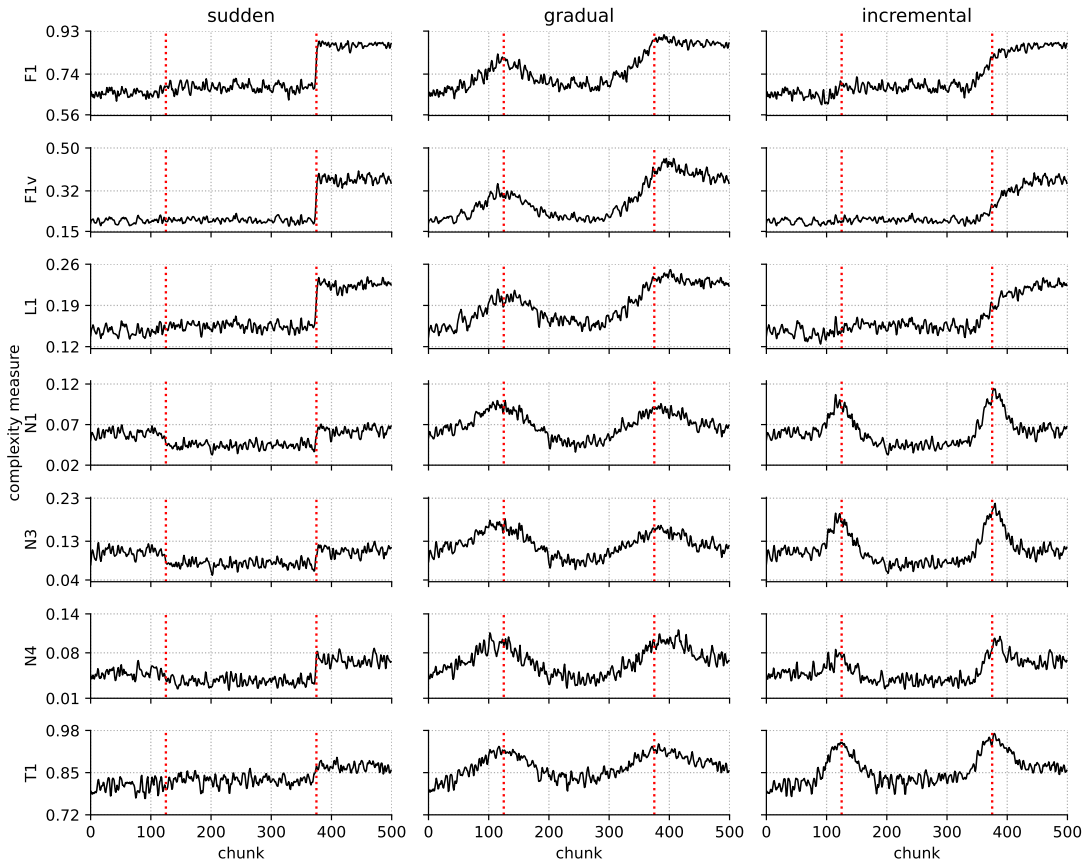 sudden gradual incremental
complexity measure
F1 0.93 0.74 0.56
F1v 0.50 0.32 0.15
L1 0.26 0.19 0.12
N1 0.12 0.07 0.02
N3 0.23 0.13 0.04
N4 0.14 0.08 0.01
T1 0.98 0.85 0.72
0 100 200 300 400 500 0 100 200 300 400 500 0 100 200 300 400 500
chunk chunk chunk